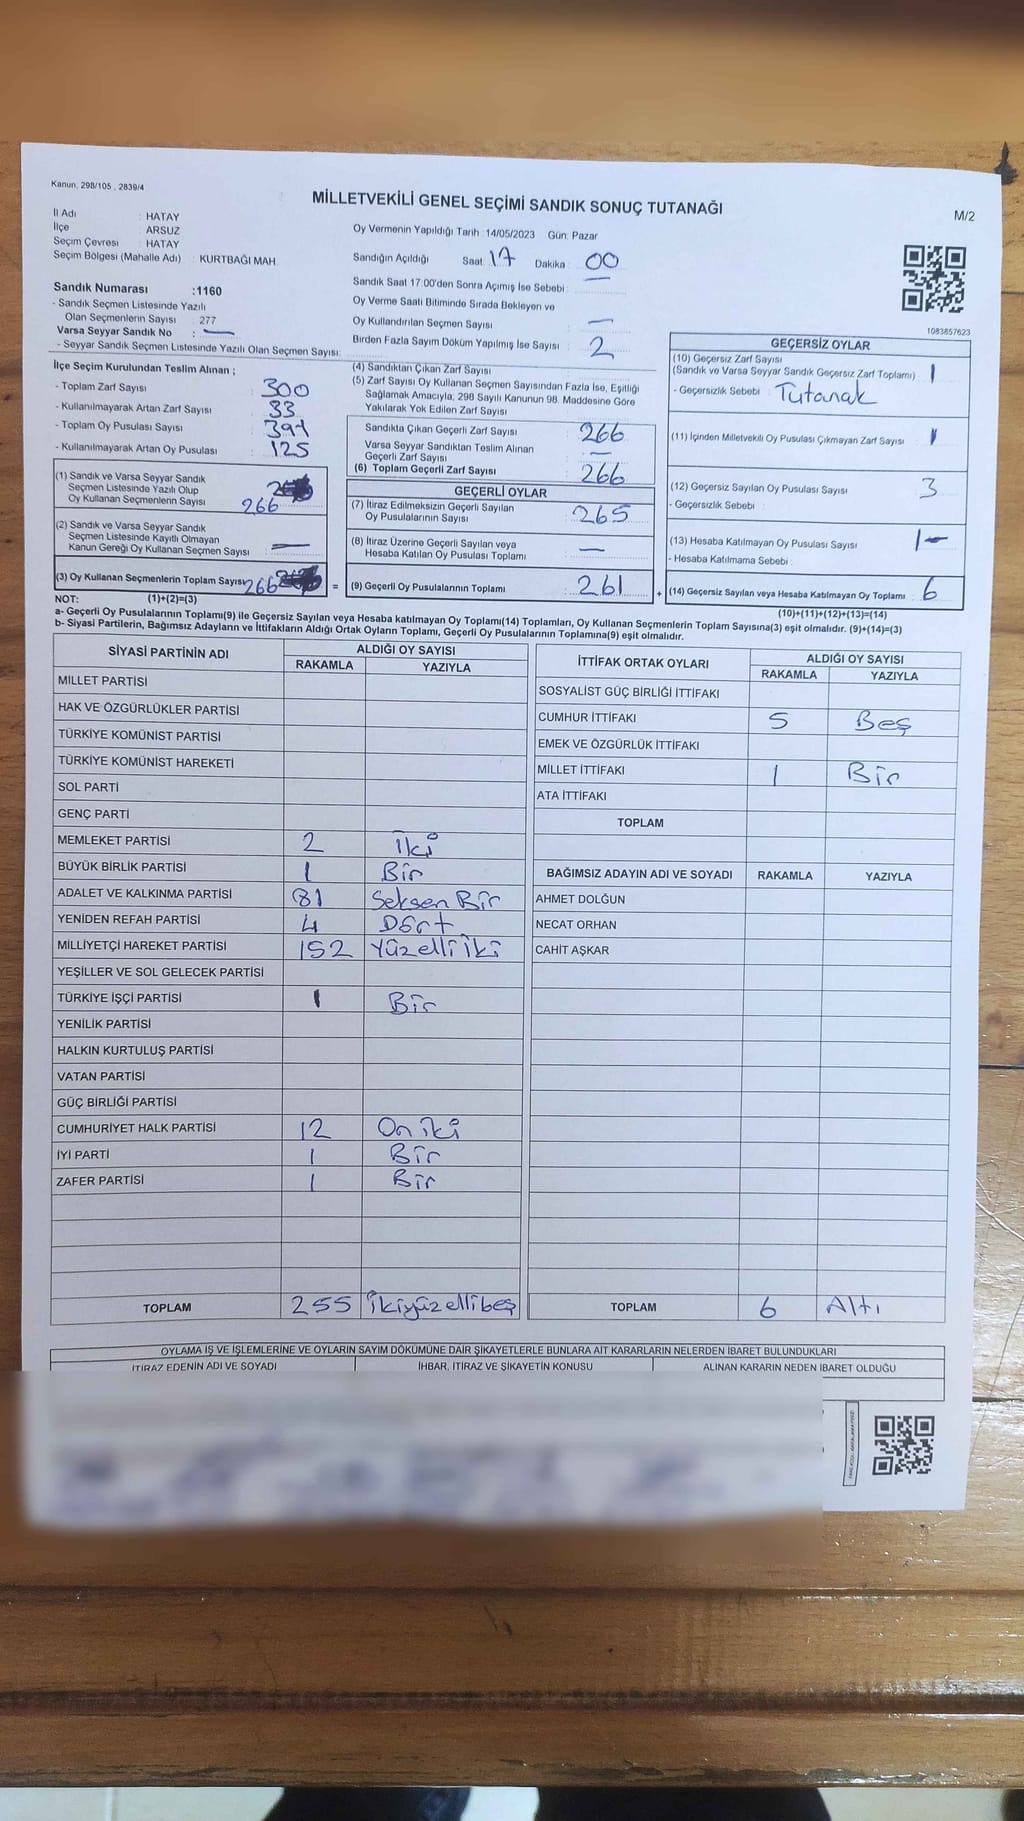 Kanun, 298/105 , 2839/4
MİLLETVEKİLİ GENEL SEÇİMİ SANDIK SONUÇ TUTANAĞI
M/2
İl Adı : HATAY
İlçe : ARSUZ
Seçim Çevresi : HATAY
Seçim Bölgesi (Mahalle Adı) : KURTBAĞI MAH.
Oy Vermenin Yapıldığı Tarih :14/05/2023 Gün: Pazar
Sandığın Açıldığı Saat : 17 Dakika : 00
Sandık Saat 17.00'den Sonra Açımış İse Sebebi :
Oy Verme Saati Bitiminde Sırada Bekleyen ve
Oy Kullandırılan Seçmen Sayısı : —
Birden Fazla Sayım Döküm Yapılmış İse Sayısı : 2
Sandık Numarası :1160
- Sandık Seçmen Listesinde Yazılı
Olan Seçmenlerin Sayısı : 277
Varsa Seyyar Sandık No : —
- Seyyar Sandık Seçmen Listesinde Yazılı Olan Seçmen Sayısı:
1083857623
İlçe Seçim Kurulundan Teslim Alınan ;
- Toplam Zarf Sayısı : 300
- Kullanılmayarak Artan Zarf Sayısı : 33
- Toplam Oy Pusulası Sayısı : 391
- Kullanılmayarak Artan Oy Pusulası : 125
(1) Sandık ve Varsa Seyyar Sandık
Seçmen Listesinde Yazılı Olup
Oy Kullanan Seçmenlerin Sayısı : 266
(2) Sandık ve Varsa Seyyar Sandık
Seçmen Listesinde Kayıtlı Olmayan
Kanun Gereği Oy Kullanan Seçmen Sayısı : —
(3) Oy Kullanan Seçmenlerin Toplam Sayısı: 266 =
(4) Sandıktan Çıkan Zarf Sayısı :
(5) Zarf Sayısı Oy Kullanan Seçmen Sayısından Fazla İse, Eşitliği
Sağlamak Amacıyla; 298 Sayılı Kanunun 98. Maddesine Göre
Yakılarak Yok Edilen Zarf Sayısı :
Sandıkta Çıkan Geçerli Zarf Sayısı : 266
Varsa Seyyar Sandıktan Teslim Alınan
Geçerli Zarf Sayısı : —
(6) Toplam Geçerli Zarf Sayısı : 266
GEÇERLİ OYLAR
(7) İtiraz Edilmeksizin Geçerli Sayılan
Oy Pusulalarının Sayısı : 265
(8) İtiraz Üzerine Geçerli Sayılan veya
Hesaba Katılan Oy Pusulası Toplamı : —
(9) Geçerli Oy Pusulalarının Toplamı : 261 +
GEÇERSİZ OYLAR
(10) Geçersiz Zarf Sayısı
(Sandık ve Varsa Seyyar Sandık Geçersiz Zarf Toplamı) : 1
- Geçersizlik Sebebi : Tutanak
(11) İçinden Milletvekili Oy Pusulası Çıkmayan Zarf Sayısı : 1
(12) Geçersiz Sayılan Oy Pusulası Sayısı : 3
- Geçersizlik Sebebi :
(13) Hesaba Katılmayan Oy Pusulası Sayısı : 1-
- Hesaba Katılmama Sebebi :
(14) Geçersiz Sayılan veya Hesaba Katılmayan Oy Toplamı : 6
NOT: (1)+(2)=(3)
(10)+(11)+(12)+(13)=(14)
a- Geçerli Oy Pusulalarının Toplamı(9) ile Geçersiz Sayılan veya Hesaba katılmayan Oy Toplamı(14) Toplamları, Oy Kullanan Seçmenlerin Toplam Sayısına(3) eşit olmalıdır. (9)+(14)=(3)
b- Siyasi Partilerin, Bağımsız Adayların ve İttifakların Aldığı Ortak Oyların Toplamı, Geçerli Oy Pusulalarının Toplamına(9) eşit olmalıdır.
SİYASİ PARTİNİN ADI ALDIĞI OY SAYISI
RAKAMLA YAZIYLA
MİLLET PARTİSİ
HAK VE ÖZGÜRLÜKLER PARTİSİ
TÜRKİYE KOMÜNİST PARTİSİ
TÜRKİYE KOMÜNİST HAREKETİ
SOL PARTİ
GENÇ PARTİ
MEMLEKET PARTİSİ 2 İki
BÜYÜK BİRLİK PARTİSİ 1 Bir
ADALET VE KALKINMA PARTİSİ 81 Seksen Bir
YENİDEN REFAH PARTİSİ 4 Dört
MİLLİYETÇİ HAREKET PARTİSİ 152 Yüzelli iki
YEŞİLLER VE SOL GELECEK PARTİSİ
TÜRKİYE İŞÇİ PARTİSİ 1 Bir
YENİLİK PARTİSİ
HALKIN KURTULUŞ PARTİSİ
VATAN PARTİSİ
GÜÇ BİRLİĞİ PARTİSİ
CUMHURİYET HALK PARTİSİ 12 On iki
İYİ PARTİ 1 Bir
ZAFER PARTİSİ 1 Bir
TOPLAM 255 İkiyüzellibeş
İTTİFAK ORTAK OYLARI ALDIĞI OY SAYISI
RAKAMLA YAZIYLA
SOSYALİST GÜÇ BİRLİĞİ İTTİFAKI
CUMHUR İTTİFAKI 5 Beş
EMEK VE ÖZGÜRLÜK İTTİFAKI
MİLLET İTTİFAKI 1 Bir
ATA İTTİFAKI
TOPLAM
BAĞIMSIZ ADAYIN ADI VE SOYADI RAKAMLA YAZIYLA
AHMET DOLĞUN
NECAT ORHAN
CAHİT AŞKAR
TOPLAM 6 Altı
OYLAMA İŞ VE İŞLEMLERİNE VE OYLARIN SAYIM DÖKÜMÜNE DAİR ŞİKAYETLERLE BUNLARA AİT KARARLARIN NELERDEN İBARET BULUNDUKLARI
İTİRAZ EDENİN ADI VE SOYADI İHBAR, İTİRAZ VE ŞİKAYETİN KONUSU ALINAN KARARIN NEDEN İBARET OLDUĞU